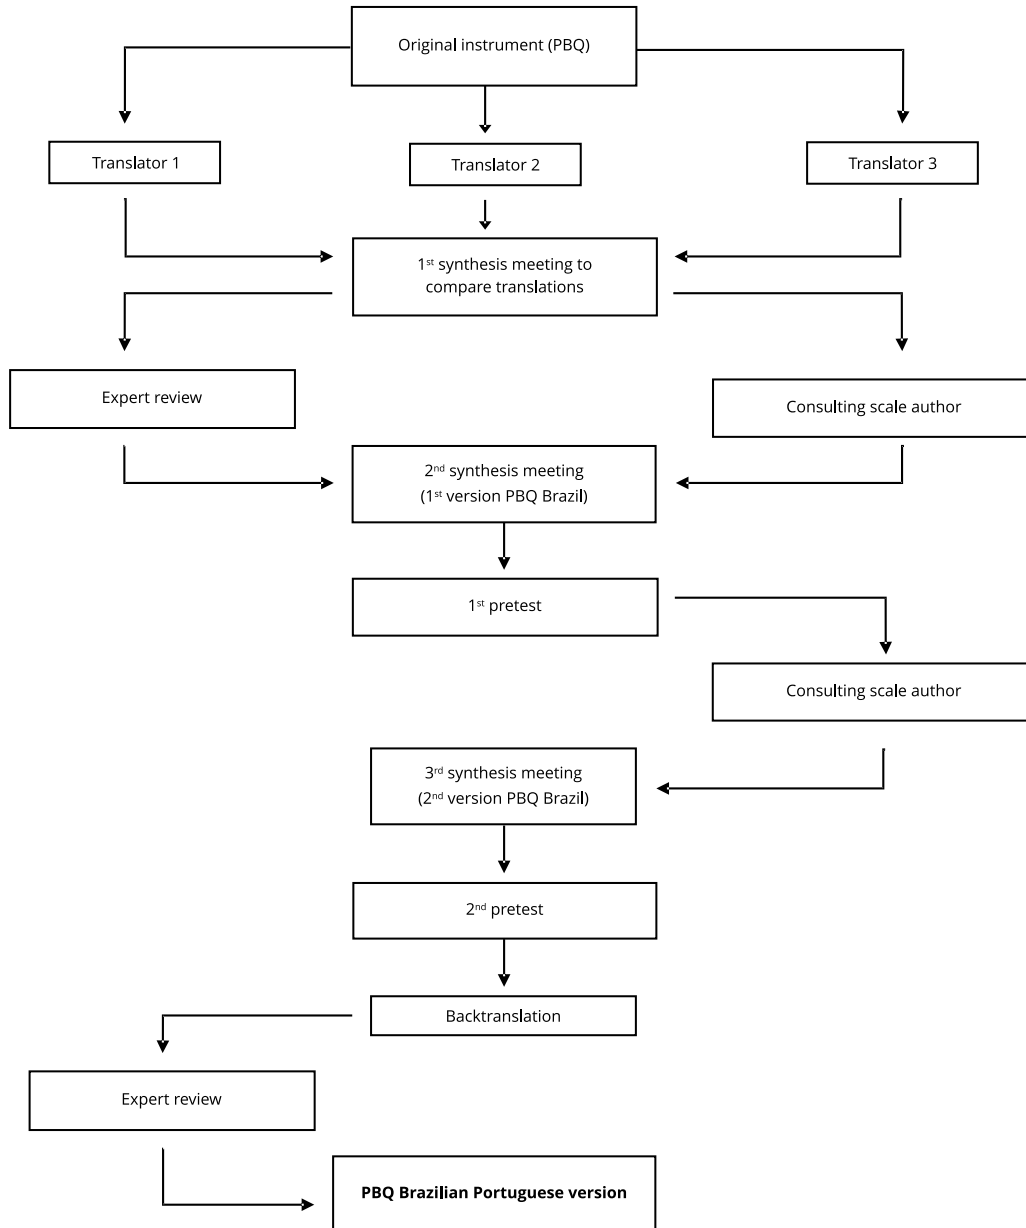 Original instrument (PBQ)
Translator 1
Translator 2
Translator 3
1st synthesis meeting to
compare translations
Expert review
Consulting scale author
2nd synthesis meeting
(1st version PBQ Brazil)
1st pretest
Consulting scale author
3rd synthesis meeting
(2nd version PBQ Brazil)
2nd pretest
Backtranslation
Expert review
PBQ Brazilian Portuguese version